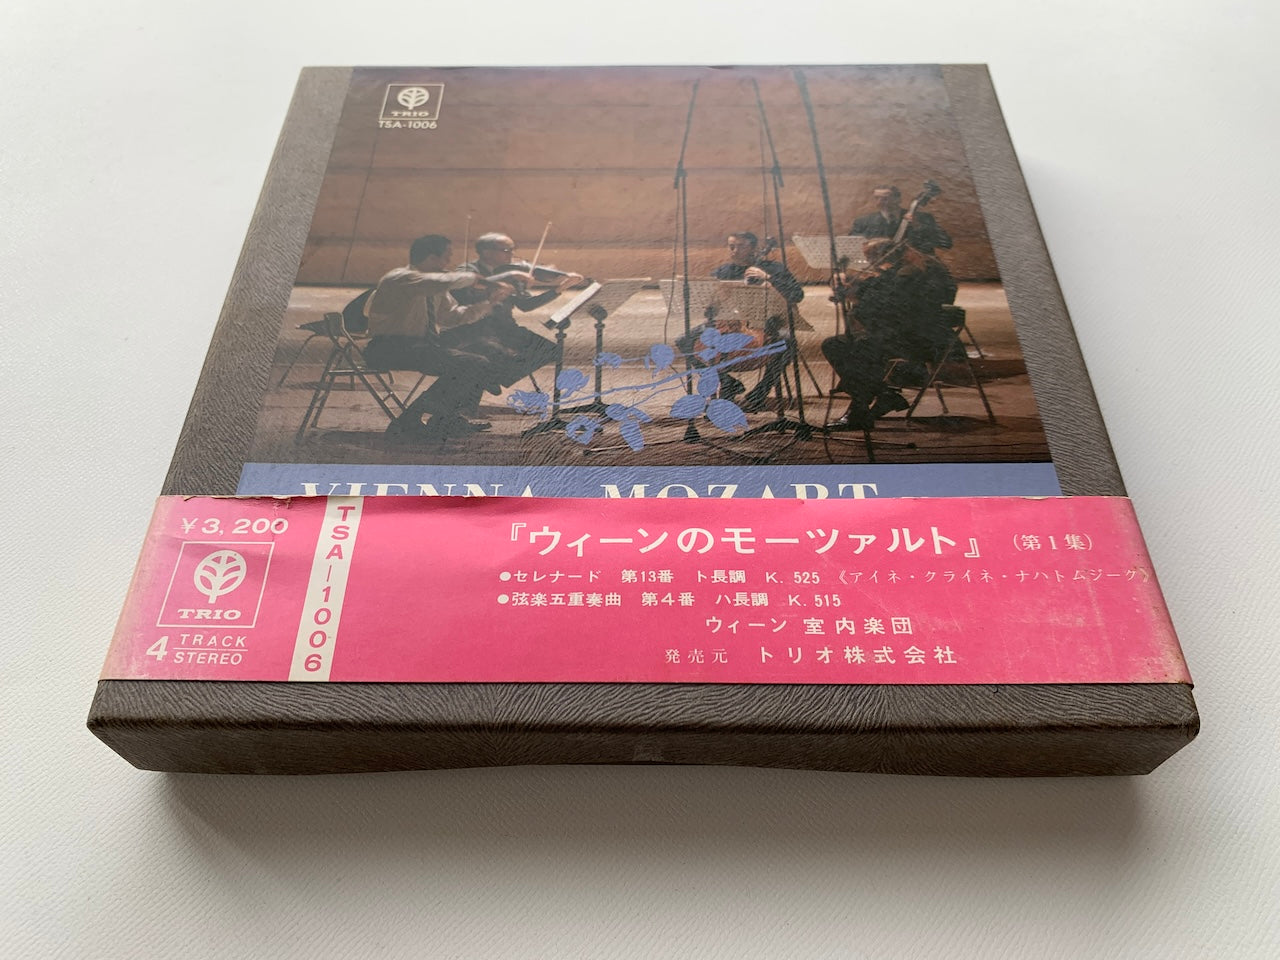 TRIO
TSA-1006
VIENNA MOZART
¥3,200
TRIO
4 TRACK STEREO
TSA-1006
『ウィーンのモーツァルト』 (第1集)
●セレナード 第13番 ト長調 K. 525 《アイネ・クライネ・ナハトムジーク》
●弦楽五重奏曲 第4番 ハ長調 K. 515
ウィーン 室内楽団
発売元 トリオ株式会社